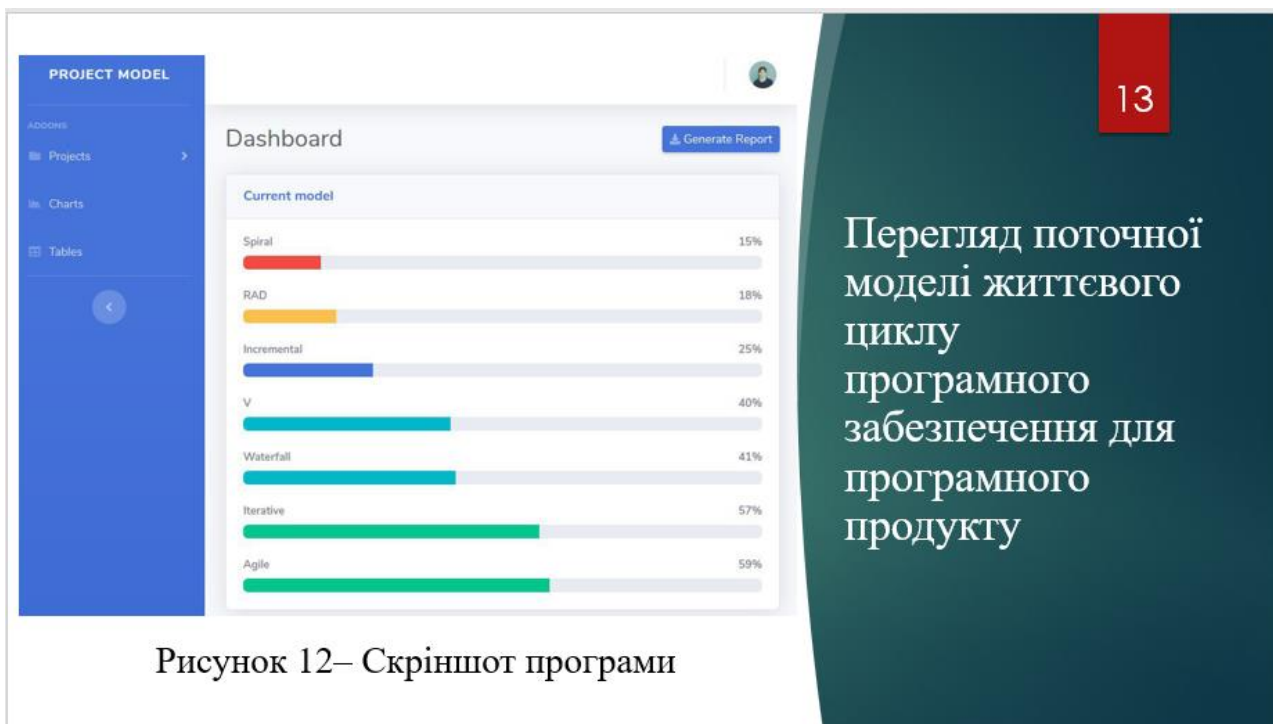 PROJECT MODEL
ADDONS
Projects
Charts
Tables
Dashboard
Generate Report
Current model
Spiral 15%
RAD 18%
Incremental 25%
V 40%
Waterfall 41%
Iterative 57%
Agile 59%
Рисунок 12– Скріншот програми
13
Перегляд поточної
моделі життєвого
циклу
програмного
забезпечення для
програмного
продукту